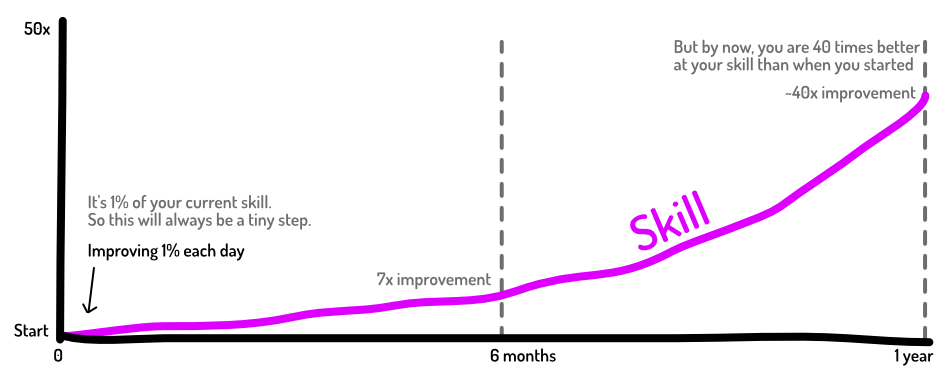 50x
But by now, you are 40 times better
at your skill than when you started
~40x improvement
It's 1% of your current skill.
So this will always be a tiny step.
Improving 1% each day
Skill
7x improvement
Start
0
6 months
1 year